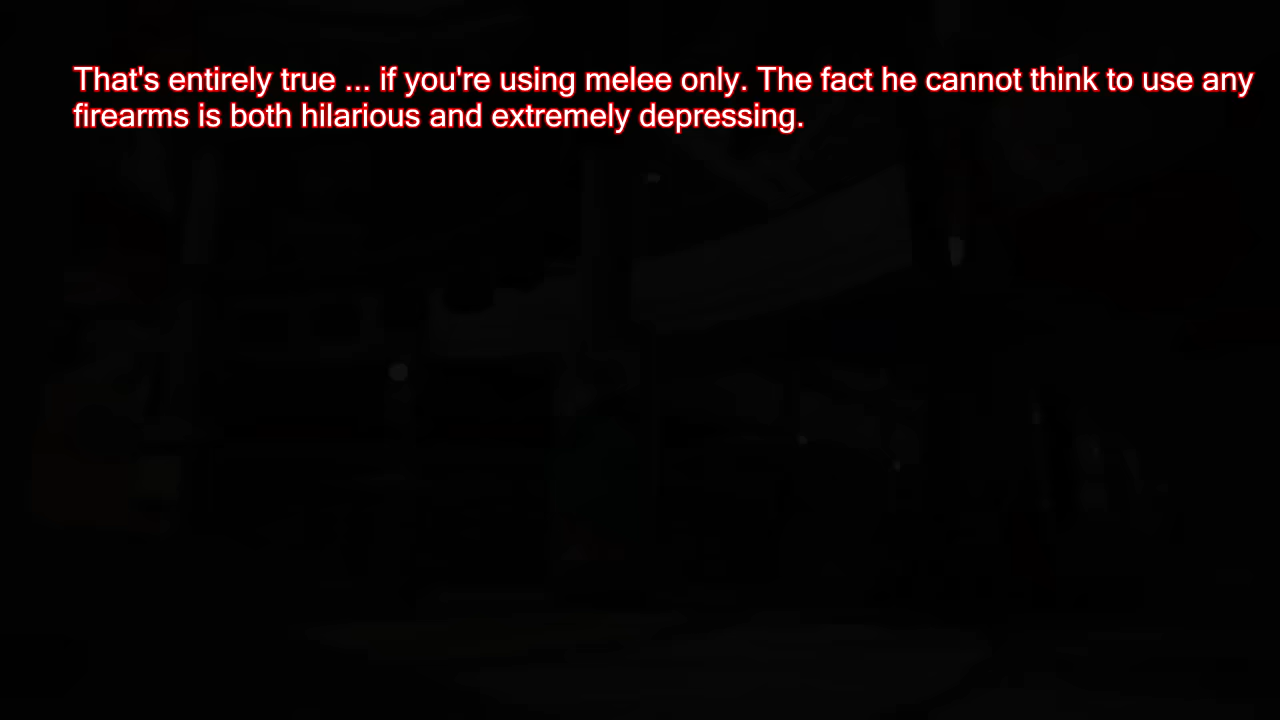 That's entirely true ... if you're using melee only. The fact he cannot think to use any
firearms is both hilarious and extremely depressing.